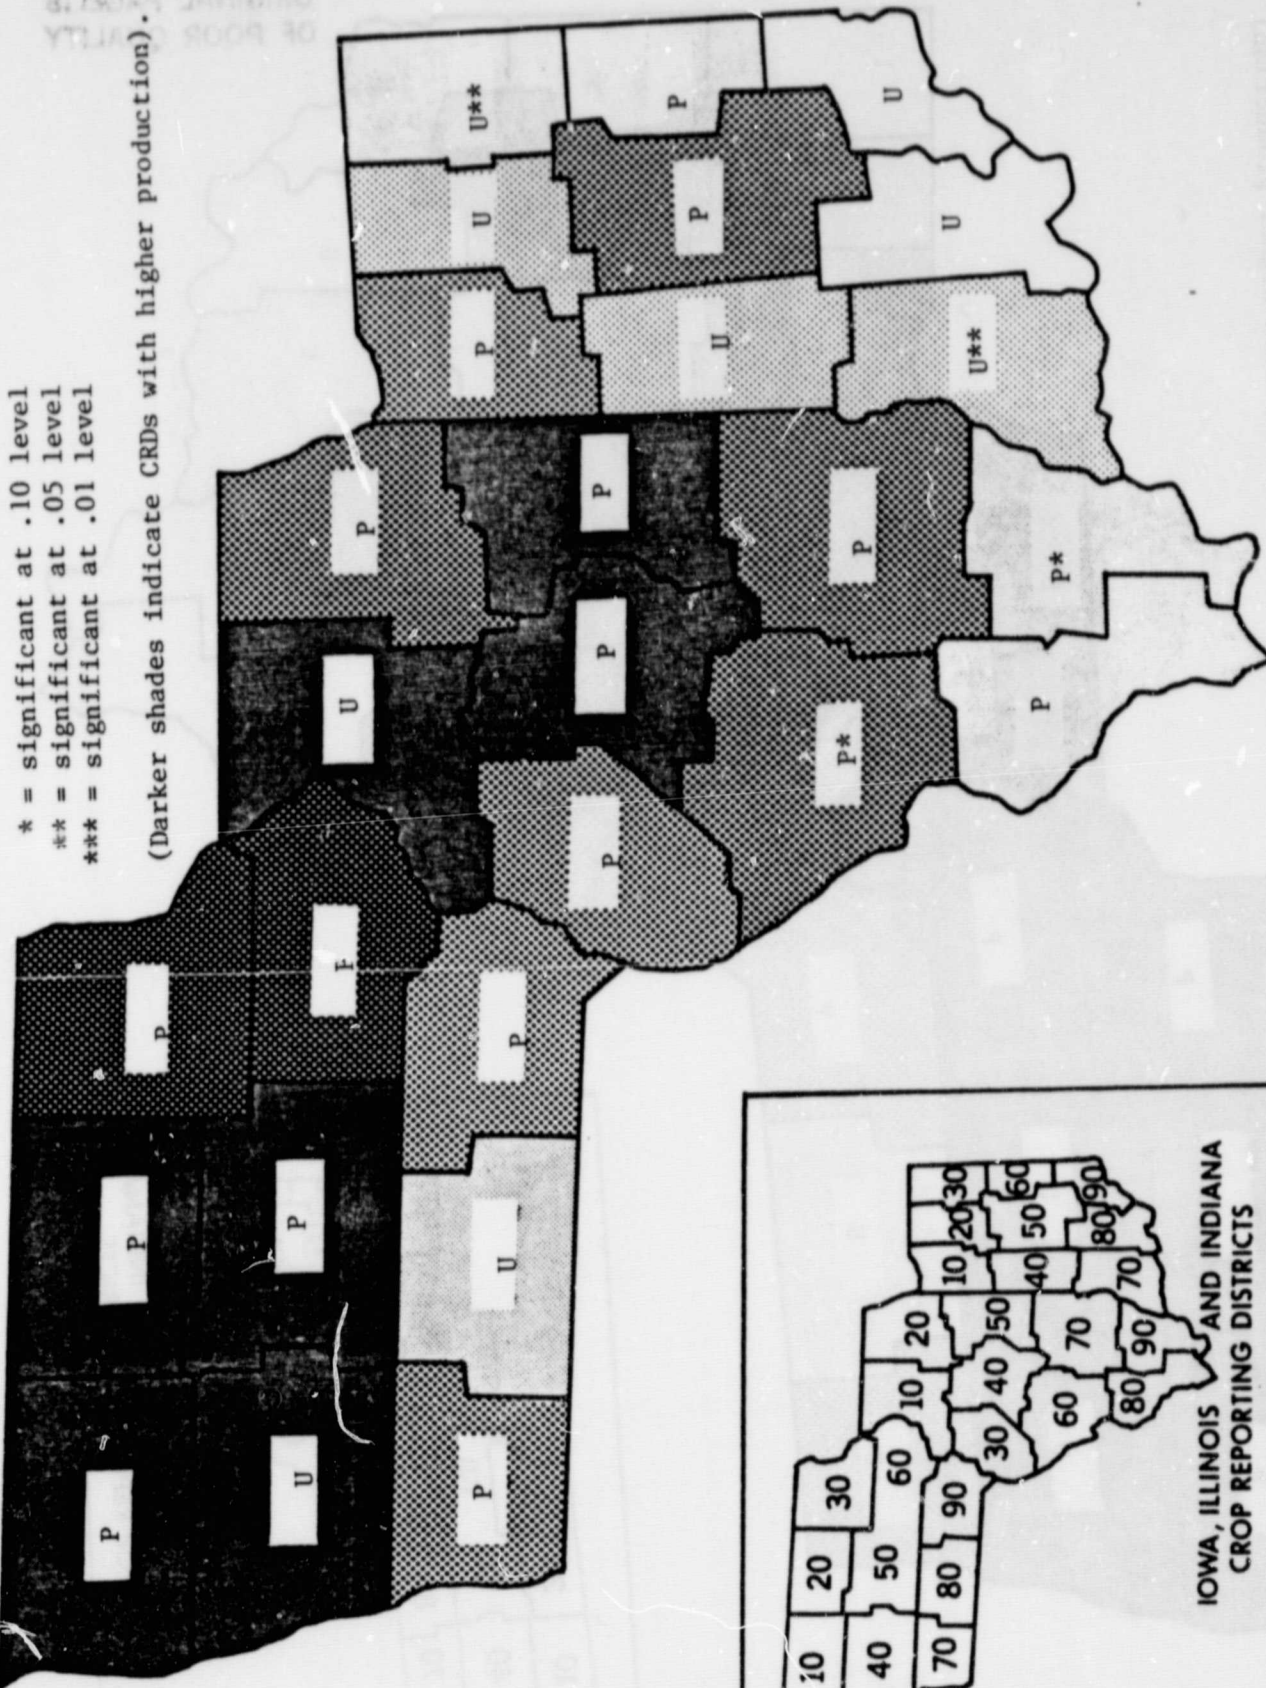 * = significant at .10 level
** = significant at .05 level
*** = significant at .01 level
(Darker shades indicate CRDs with higher production).
P
P
P
U
P
F
P
U
P
U
P
P
P
P
P*
P
P
P*
P
U
U**
U
P
P
U**
U
U
10
20
30
40
50
60
70
80
90
10
20
30
40
50
60
70
80
90
10
20
30
40
50
60
70
80
90
IOWA, ILLINOIS AND INDIANA
CROP REPORTING DISTRICTS